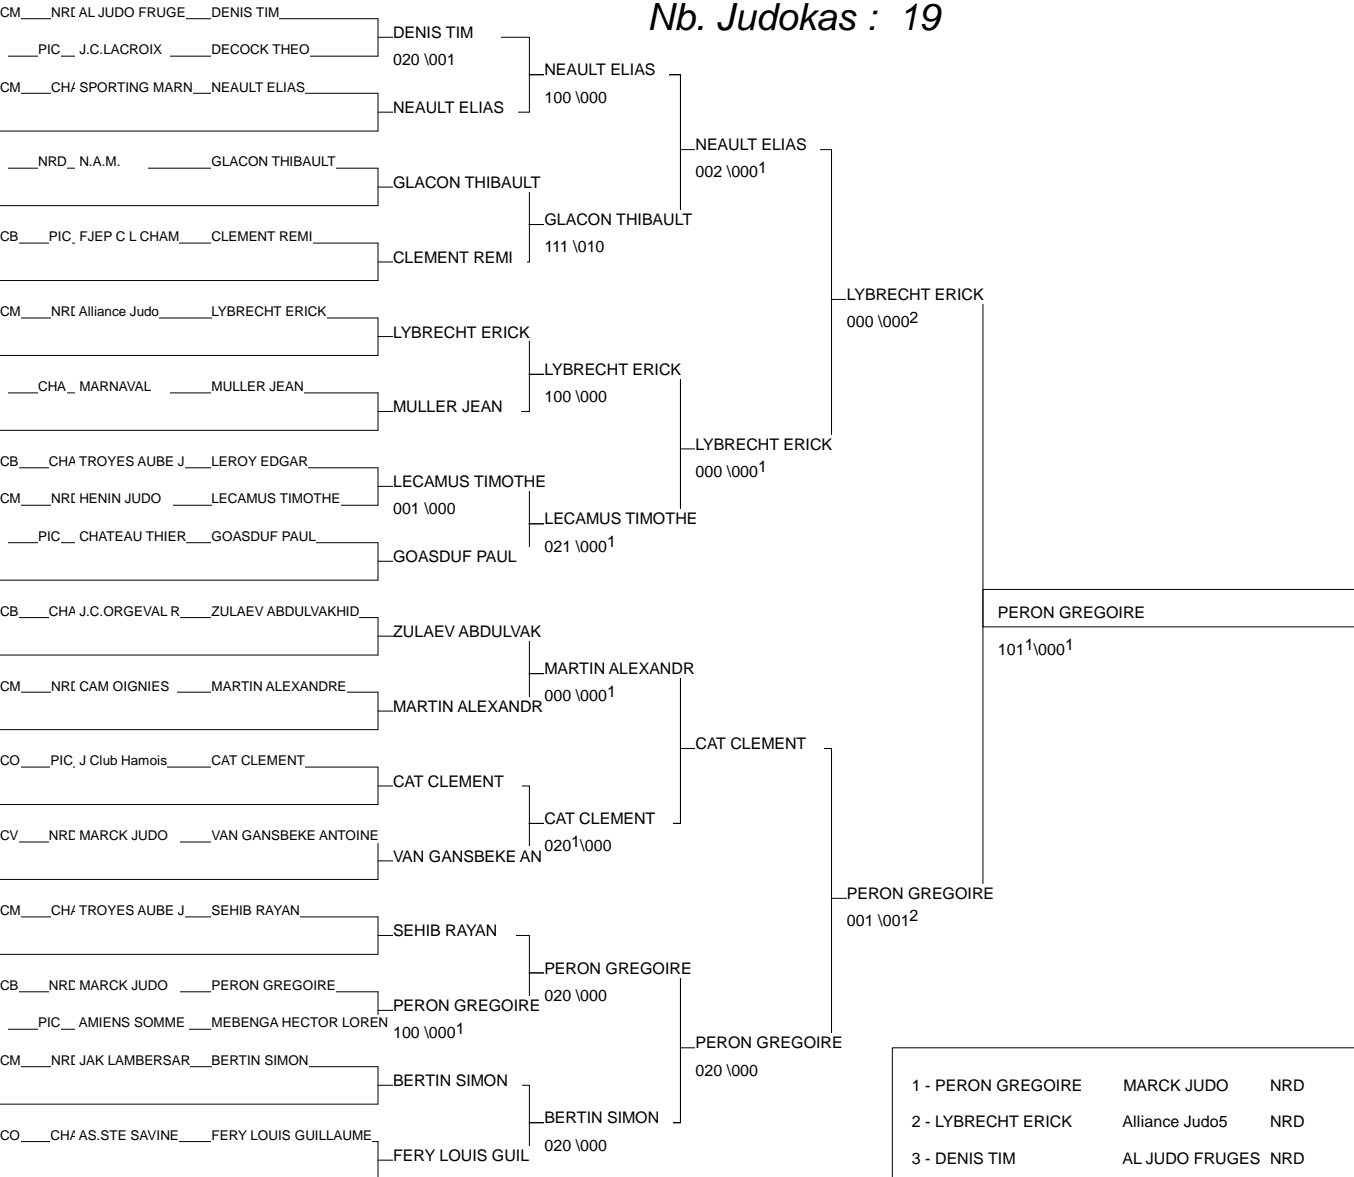 Nb. Judokas : 19
CM NRD AL JUDO FRUGE DENIS TIM
PIC J.C.LACROIX DECOCK THEO
CM CHA SPORTING MARN NEAULT ELIAS
NRD N.A.M. GLACON THIBAULT
CB PIC FJEP C L CHAM CLEMENT REMI
CM NRD Alliance Judo LYBRECHT ERICK
CHA MARNAVAL MULLER JEAN
CB CHA TROYES AUBE J LEROY EDGAR
CM NRD HENIN JUDO LECAMUS TIMOTHE
PIC CHATEAU THIER GOASDUF PAUL
CB CHA J.C.ORGEVAL R ZULAEV ABDULVAKHID
CM NRD CAM OIGNIES MARTIN ALEXANDRE
CO PIC J Club Hamois CAT CLEMENT
CV NRD MARCK JUDO VAN GANSBEKE ANTOINE
CM CHA TROYES AUBE J SEHIB RAYAN
CB NRD MARCK JUDO PERON GREGOIRE
PIC AMIENS SOMME MEBENGA HECTOR LOREN
CM NRD JAK LAMBERSAR BERTIN SIMON
CO CHA AS.STE SAVINE FERY LOUIS GUILLAUME
DENIS TIM
020 \001
NEAULT ELIAS
GLACON THIBAULT
CLEMENT REMI
LYBRECHT ERICK
MULLER JEAN
LECAMUS TIMOTHE
001 \000
GOASDUF PAUL
ZULAEV ABDULVAK
MARTIN ALEXANDR
CAT CLEMENT
VAN GANSBEKE AN
SEHIB RAYAN
PERON GREGOIRE
100 \000¹
BERTIN SIMON
FERY LOUIS GUIL
NEAULT ELIAS
100 \000
GLACON THIBAULT
111 \010
LYBRECHT ERICK
100 \000
LECAMUS TIMOTHE
021 \000¹
MARTIN ALEXANDR
000 \000¹
CAT CLEMENT
020¹\000
PERON GREGOIRE
020 \000
BERTIN SIMON
020 \000
NEAULT ELIAS
002 \000¹
LYBRECHT ERICK
000 \000¹
CAT CLEMENT
PERON GREGOIRE
020 \000
LYBRECHT ERICK
000 \000²
PERON GREGOIRE
001 \001²
PERON GREGOIRE
101¹\000¹
1 - PERON GREGOIRE MARCK JUDO NRD
2 - LYBRECHT ERICK Alliance Judo5 NRD
3 - DENIS TIM AL JUDO FRUGES NRD